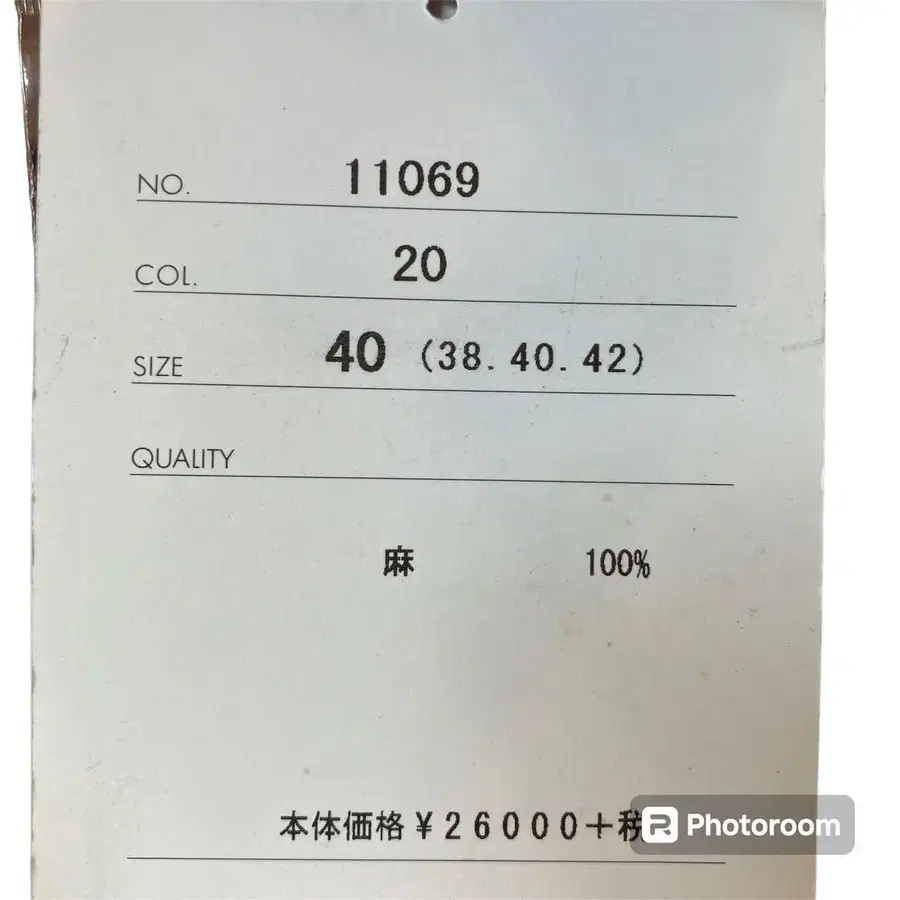 NO. 11069
COL. 20
SIZE 40 (38. 40. 42)
QUALITY
麻 100%
本体価格¥26000+税
Photoroom